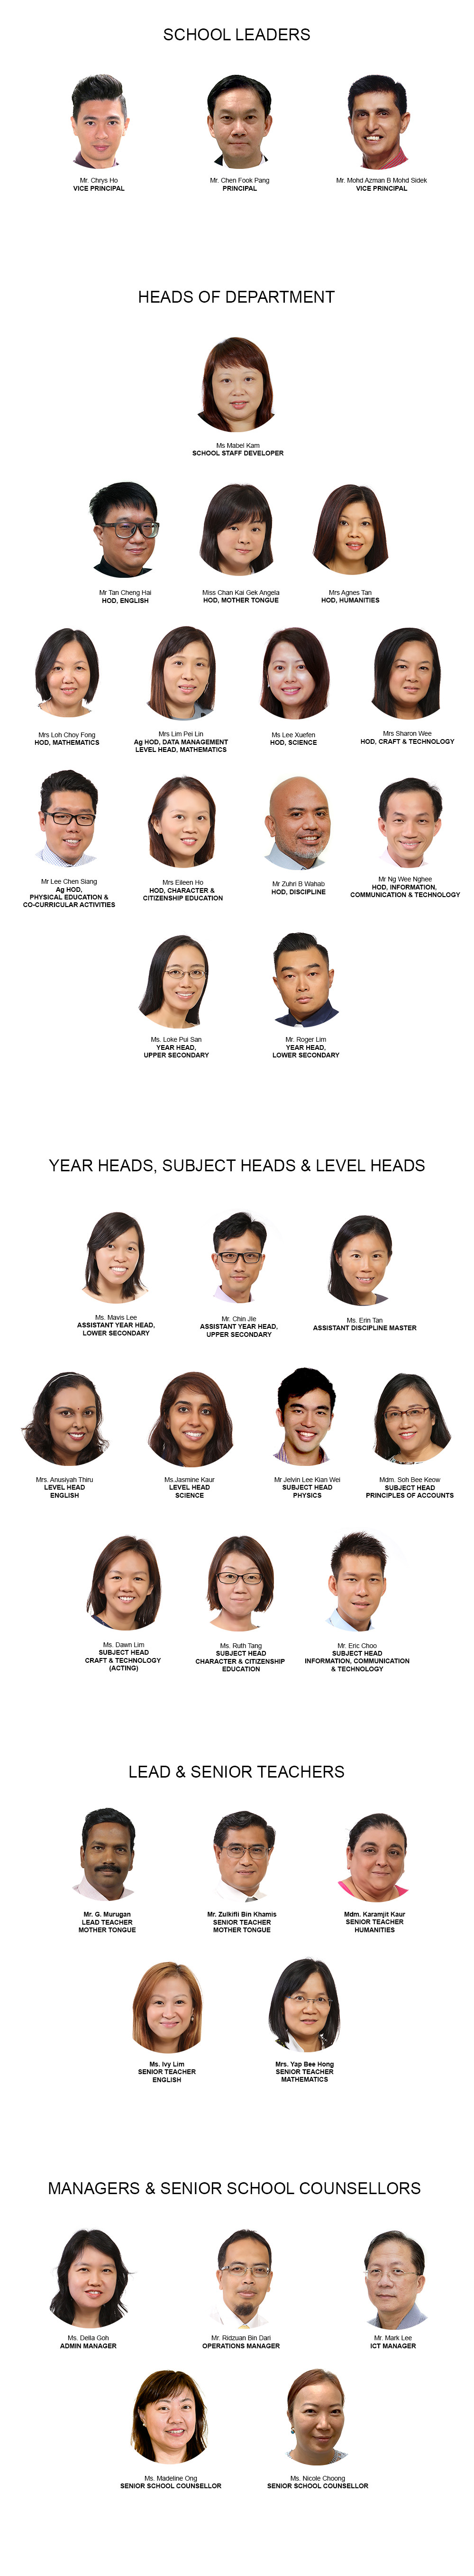 SCHOOL LEADERS
Mr. Chrys Ho
VICE PRINCIPAL
Mr. Chen Fook Pang
PRINCIPAL
Mr. Mohd Azman B Mohd Sidek
VICE PRINCIPAL
HEADS OF DEPARTMENT
Ms Mabel Kam
SCHOOL STAFF DEVELOPER
Mr Tan Cheng Hai
HOD, ENGLISH
Miss Chan Kai Gek Angela
HOD, MOTHER TONGUE
Mrs Agnes Tan
HOD, HUMANITIES
Mrs Loh Choy Fong
HOD, MATHEMATICS
Mrs Lim Pei Lin
Ag HOD, DATA MANAGEMENT
LEVEL HEAD, MATHEMATICS
Ms Lee Xuefen
HOD, SCIENCE
Mrs Sharon Wee
HOD, CRAFT & TECHNOLOGY
Mr Lee Chen Siang
Ag HOD,
PHYSICAL EDUCATION &
CO-CURRICULAR ACTIVITIES
Mrs Eileen Ho
HOD, CHARACTER &
CITIZENSHIP EDUCATION
Mr Zuhri B Wahab
HOD, DISCIPLINE
Mr Ng Wee Nghee
HOD, INFORMATION,
COMMUNICATION & TECHNOLOGY
Ms. Loke Pui San
YEAR HEAD,
UPPER SECONDARY
Mr. Roger Lim
YEAR HEAD,
LOWER SECONDARY
YEAR HEADS, SUBJECT HEADS & LEVEL HEADS
Ms. Mavis Lee
ASSISTANT YEAR HEAD,
LOWER SECONDARY
Mr. Chin Jie
ASSISTANT YEAR HEAD,
UPPER SECONDARY
Ms. Erin Tan
ASSISTANT DISCIPLINE MASTER
Mrs. Anusiyah Thiru
LEVEL HEAD
ENGLISH
Ms.Jasmine Kaur
LEVEL HEAD
SCIENCE
Mr Jelvin Lee Kian Wei
SUBJECT HEAD
PHYSICS
Mdm. Soh Bee Keow
SUBJECT HEAD
PRINCIPLES OF ACCOUNTS
Ms. Dawn Lim
SUBJECT HEAD
CRAFT & TECHNOLOGY
(ACTING)
Ms. Ruth Tang
SUBJECT HEAD
CHARACTER & CITIZENSHIP
EDUCATION
Mr. Eric Choo
SUBJECT HEAD
INFORMATION, COMMUNICATION
& TECHNOLOGY
LEAD & SENIOR TEACHERS
Mr. G. Murugan
LEAD TEACHER
MOTHER TONGUE
Mr. Zulkifli Bin Khamis
SENIOR TEACHER
MOTHER TONGUE
Mdm. Karamjit Kaur
SENIOR TEACHER
HUMANITIES
Ms. Ivy Lim
SENIOR TEACHER
ENGLISH
Mrs. Yap Bee Hong
SENIOR TEACHER
MATHEMATICS
MANAGERS & SENIOR SCHOOL COUNSELLORS
Ms. Della Goh
ADMIN MANAGER
Mr. Ridzuan Bin Dari
OPERATIONS MANAGER
Mr. Mark Lee
ICT MANAGER
Ms. Madeline Ong
SENIOR SCHOOL COUNSELLOR
Ms. Nicole Choong
SENIOR SCHOOL COUNSELLOR